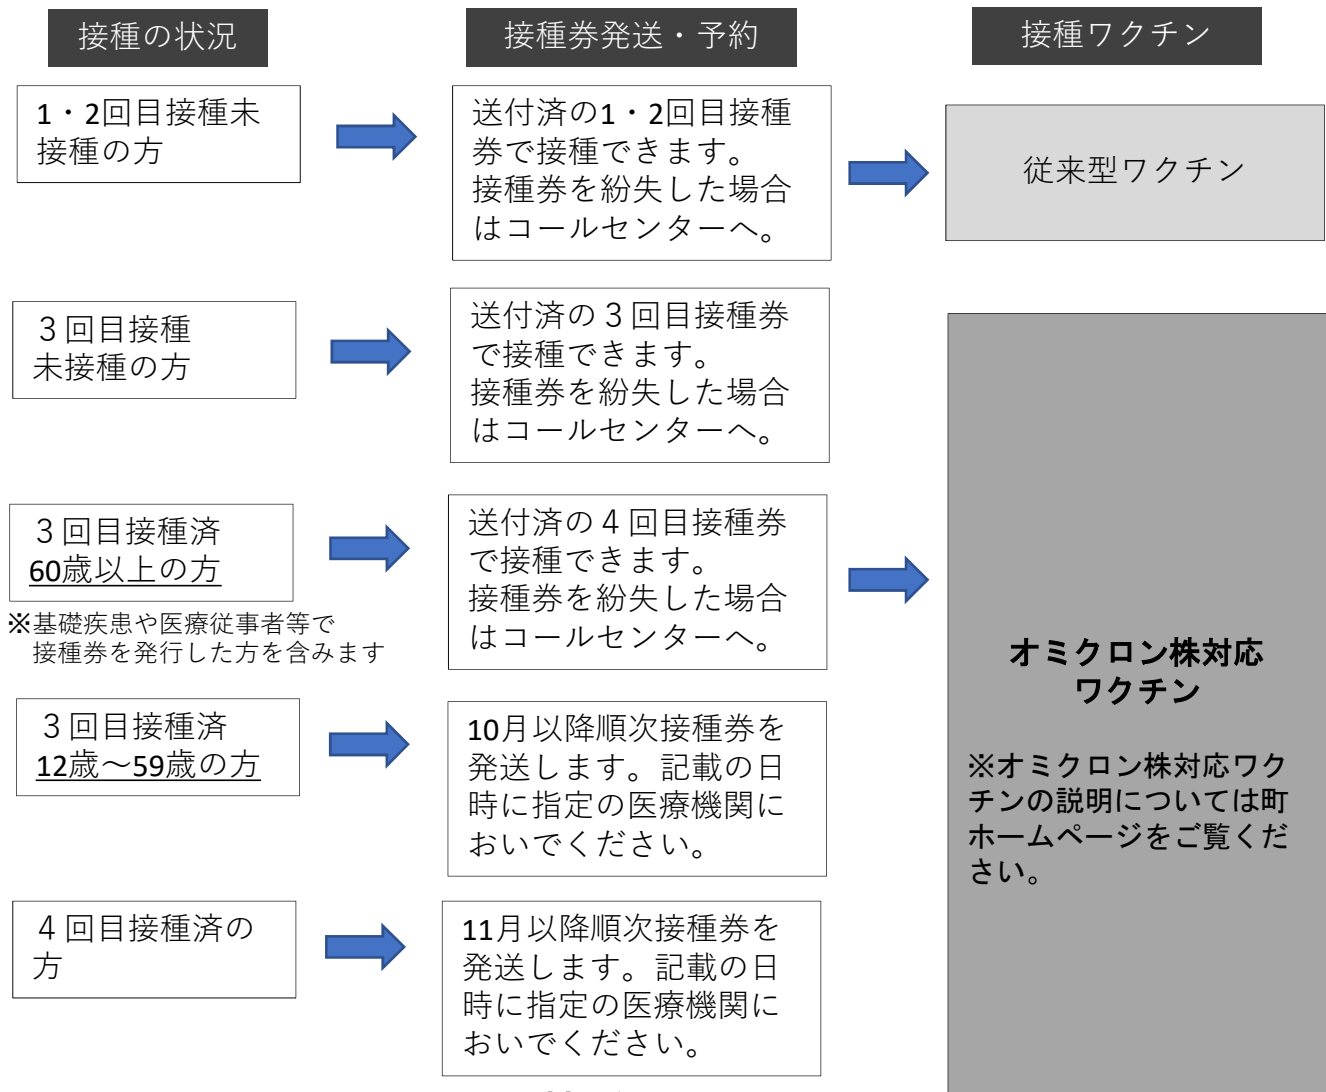 接種の状況
接種券発送・予約
接種ワクチン
1・2回目接種未
接種の方
送付済の1・2回目接種
券で接種できます。
接種券を紛失した場合
はコールセンターへ。
従来型ワクチン
３回目接種
未接種の方
送付済の３回目接種券
で接種できます。
接種券を紛失した場合
はコールセンターへ。
３回目接種済
60歳以上の方
※基礎疾患や医療従事者等で
接種券を発行した方を含みます
送付済の４回目接種券
で接種できます。
接種券を紛失した場合
はコールセンターへ。
３回目接種済
12歳～59歳の方
10月以降順次接種券を
発送します。記載の日
時に指定の医療機関に
おいでください。
４回目接種済の
方
11月以降順次接種券を
発送します。記載の日
時に指定の医療機関に
おいでください。
オミクロン株対応
ワクチン
※オミクロン株対応ワク
チンの説明については町
ホームページをご覧くだ
さい。